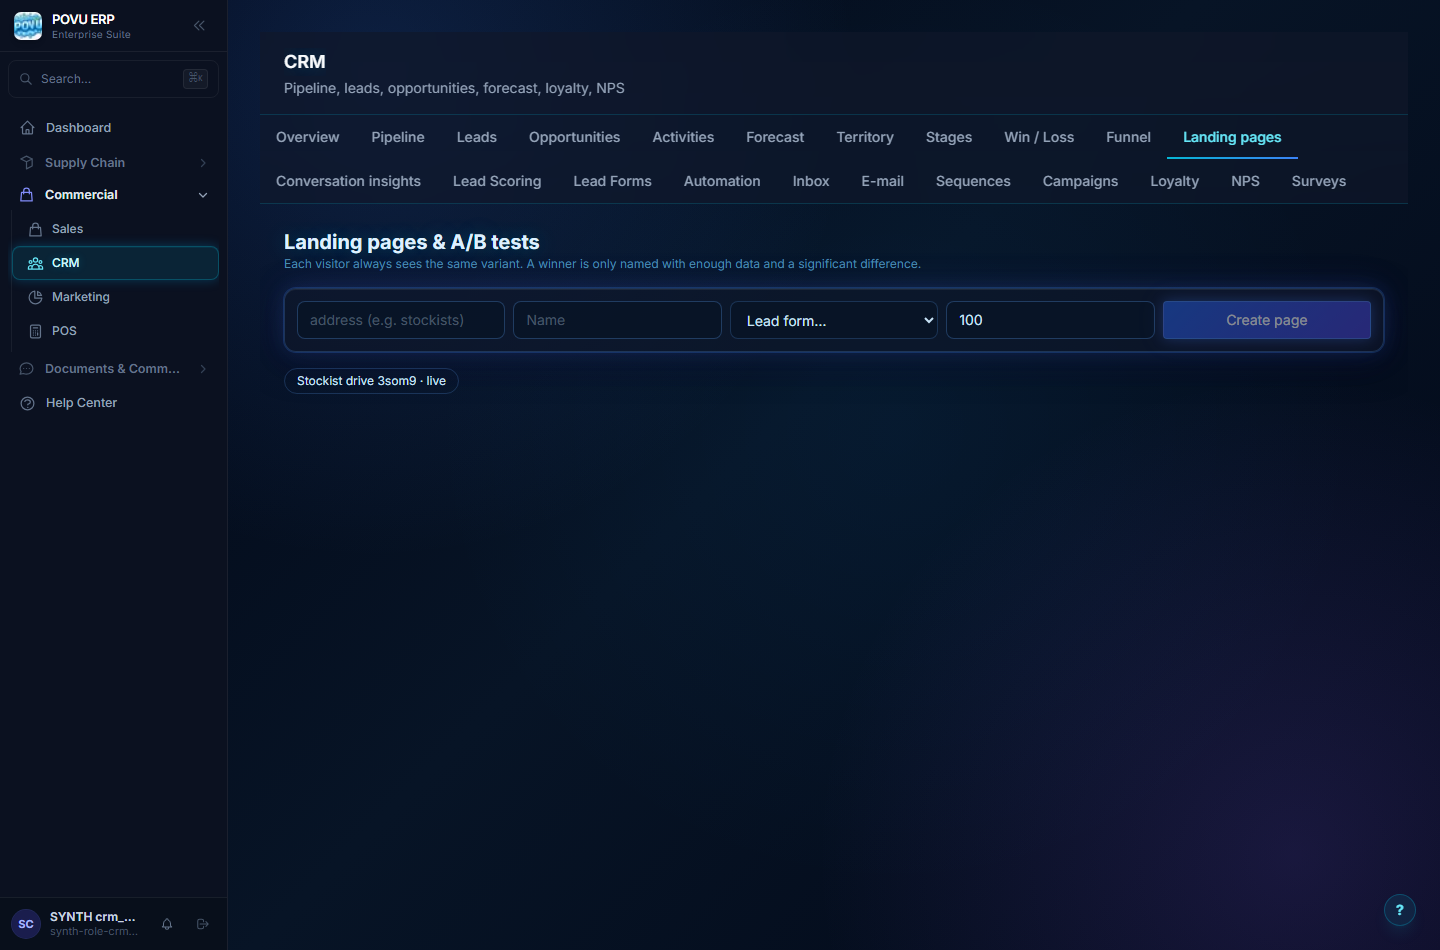 POVU ERP
Enterprise Suite
Search...
⌘K
Dashboard
Supply Chain
Commercial
Sales
CRM
Marketing
POS
Documents & Comm...
Help Center
SC
SYNTH crm_...
synth-role-crm...
CRM
Pipeline, leads, opportunities, forecast, loyalty, NPS
Overview Pipeline Leads Opportunities Activities Forecast Territory Stages Win / Loss Funnel Landing pages
Conversation insights Lead Scoring Lead Forms Automation Inbox E-mail Sequences Campaigns Loyalty NPS Surveys
Landing pages & A/B tests
Each visitor always sees the same variant. A winner is only named with enough data and a significant difference.
address (e.g. stockists) Name Lead form... 100 Create page
Stockist drive 3som9 · live
?